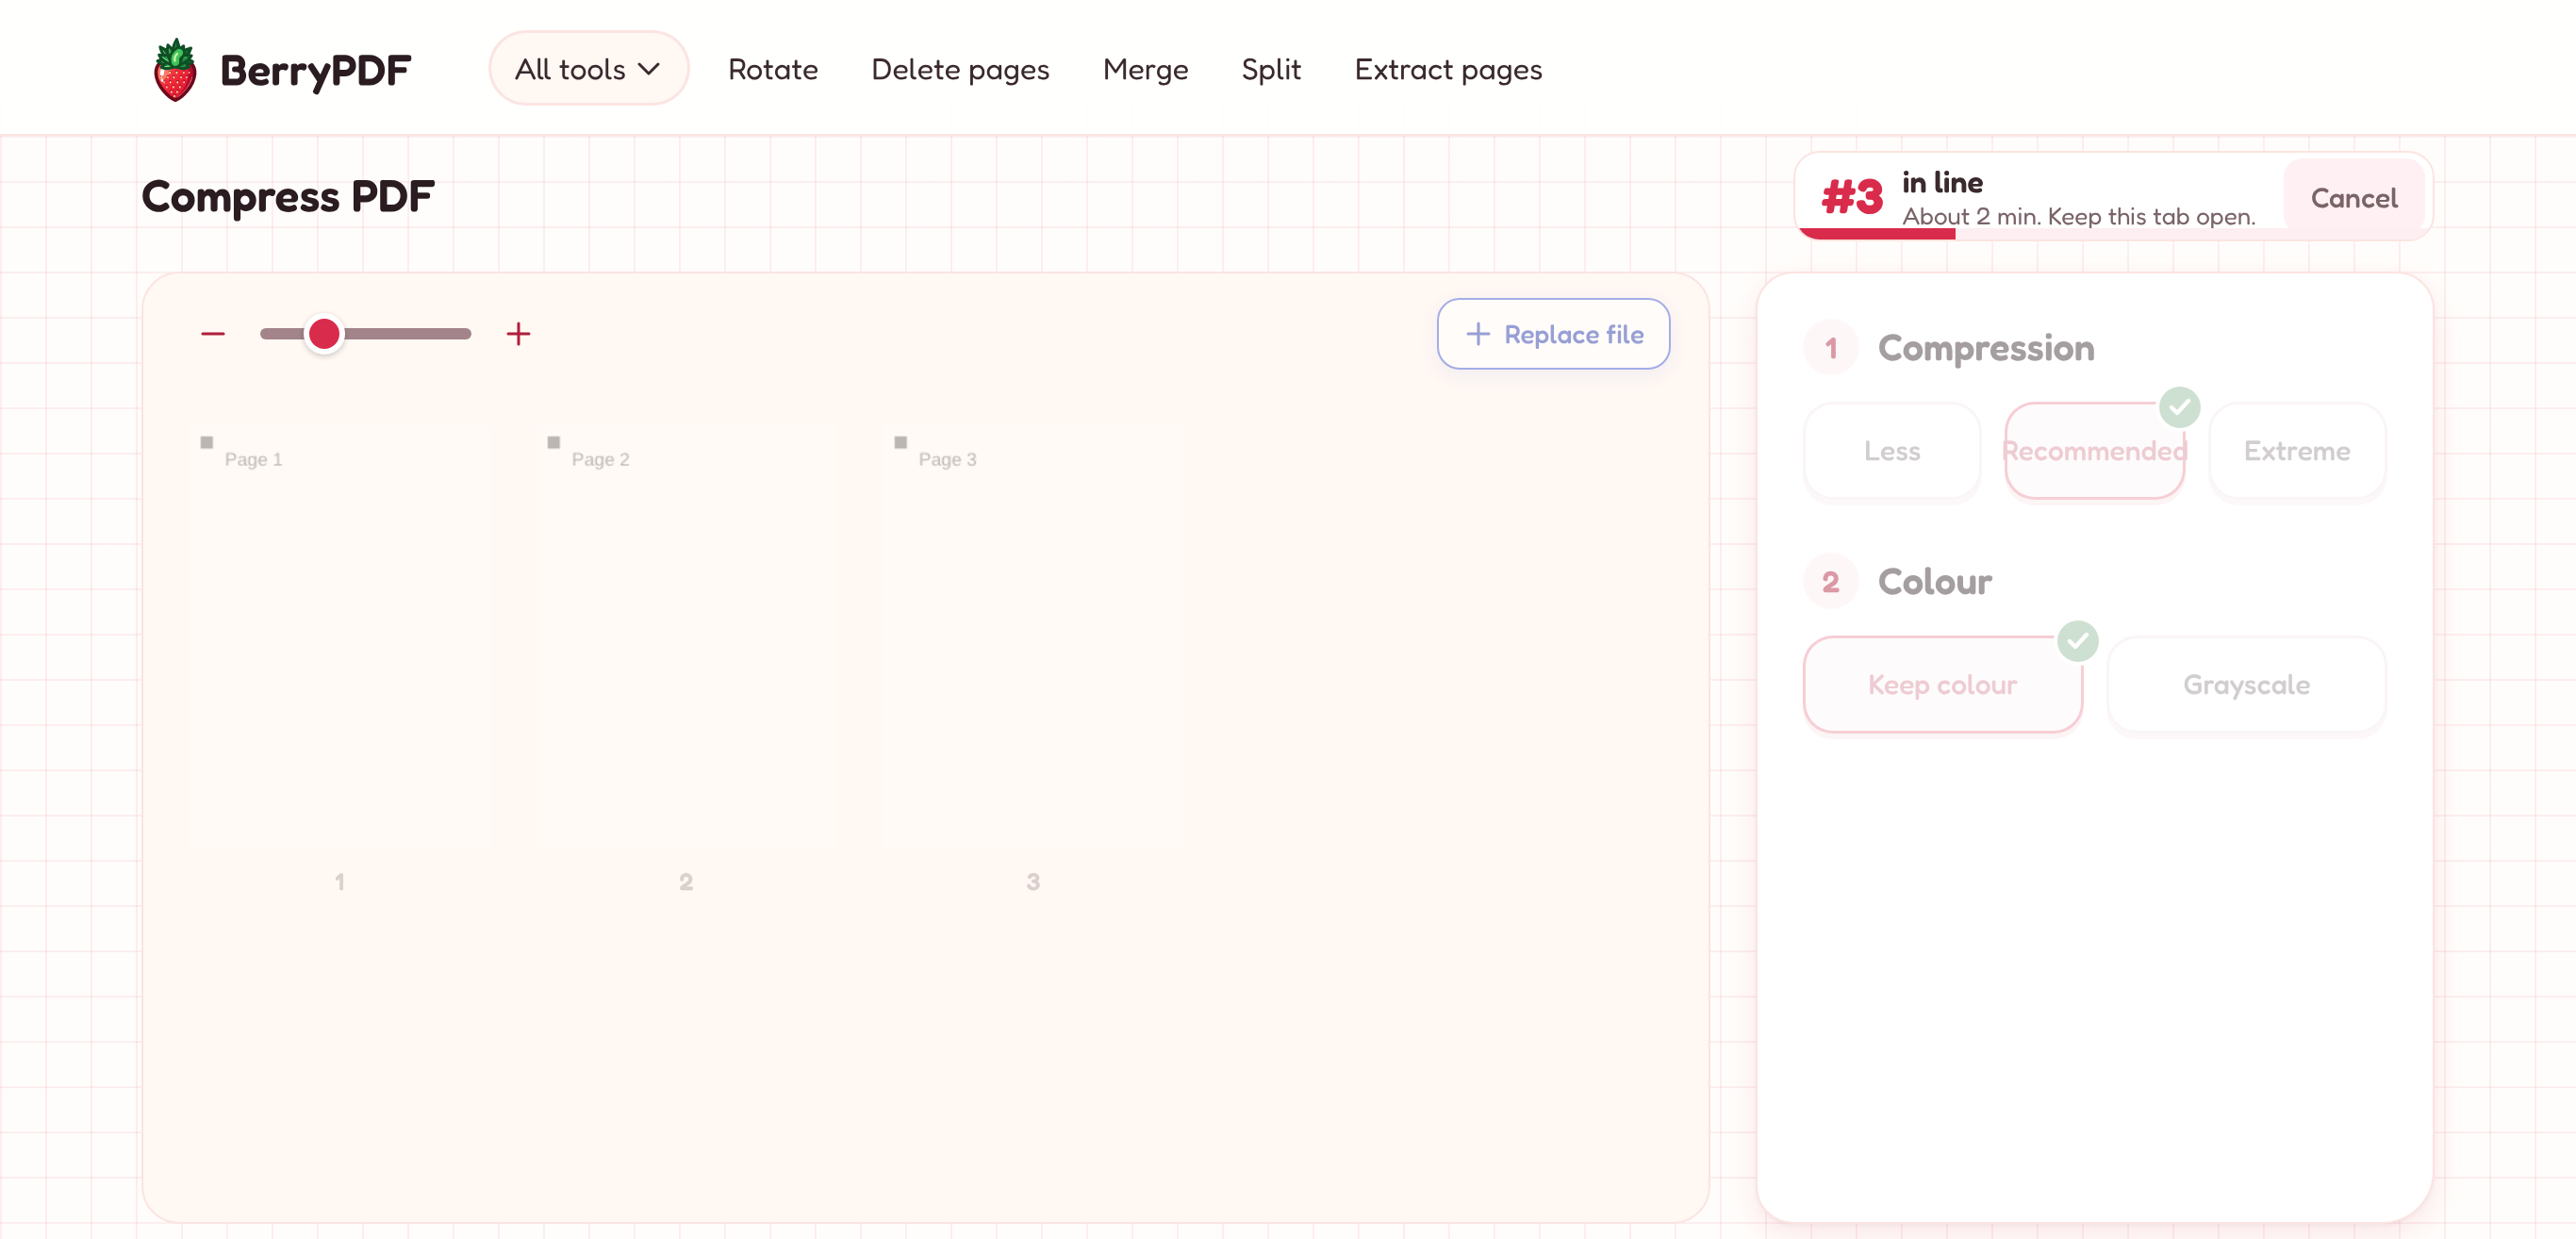 BerryPDF
All tools Rotate Delete pages Merge Split Extract pages
Compress PDF
#3 in line
About 2 min. Keep this tab open.
Cancel
Replace file
Page 1 Page 2 Page 3
1 2 3
1 Compression
Less Recommended Extreme
2 Colour
Keep colour Grayscale